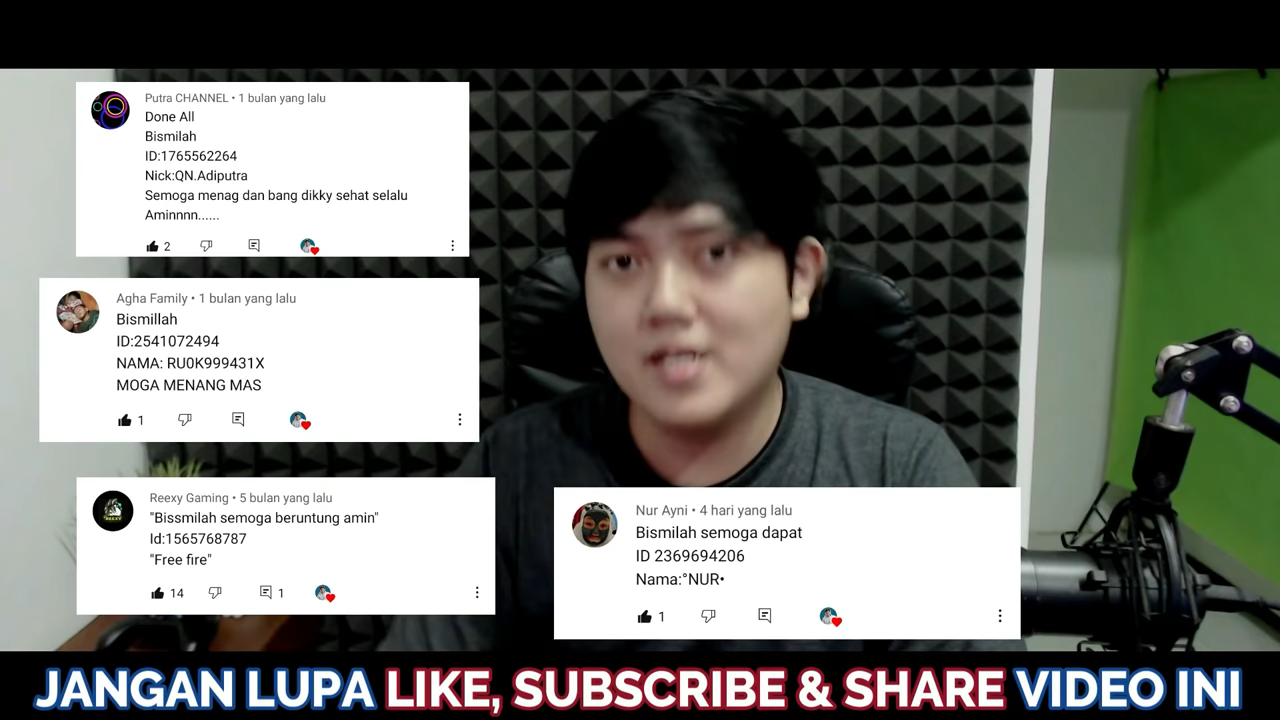 Putra CHANNEL • 1 bulan yang lalu
Done All
Bismilah
ID:1765562264
Nick:QN.Adiputra
Semoga menag dan bang dikky sehat selalu
Aminnnn......
2
Agha Family • 1 bulan yang lalu
Bismillah
ID:2541072494
NAMA: RU0K999431X
MOGA MENANG MAS
1
Reexy Gaming • 5 bulan yang lalu
"Bissmilah semoga beruntung amin"
Id:1565768787
"Free fire"
14 1
Nur Ayni • 4 hari yang lalu
Bismilah semoga dapat
ID 2369694206
Nama:°NUR•
1
JANGAN LUPA LIKE, SUBSCRIBE & SHARE VIDEO INI